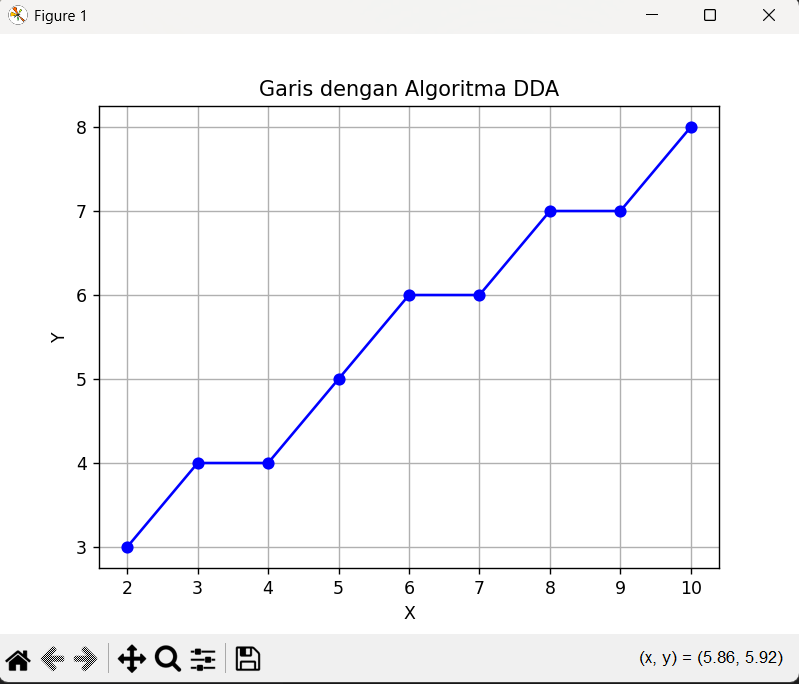 Figure 1
Garis dengan Algoritma DDA
8
7
6
5
4
3
Y
2 3 4 5 6 7 8 9 10
X
(x, y) = (5.86, 5.92)